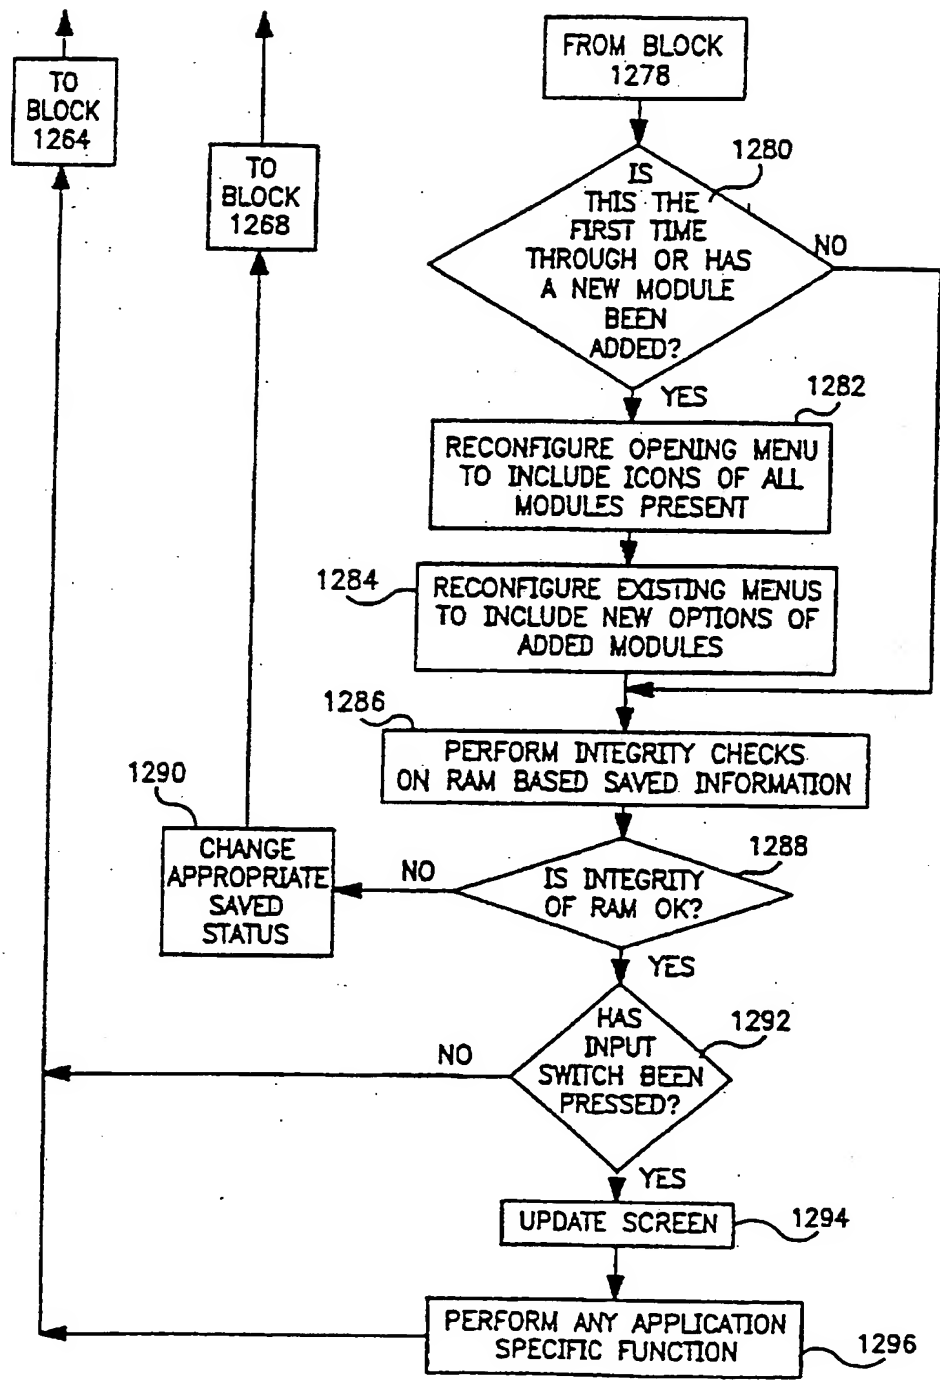 FROM BLOCK
1278
TO
BLOCK
1264
TO
BLOCK
1268
1280
IS
THIS THE
FIRST TIME
THROUGH OR HAS
A NEW MODULE
BEEN
ADDED?
NO
YES
1282
RECONFIGURE OPENING MENU
TO INCLUDE ICONS OF ALL
MODULES PRESENT
1284
RECONFIGURE EXISTING MENUS
TO INCLUDE NEW OPTIONS OF
ADDED MODULES
1286
PERFORM INTEGRITY CHECKS
ON RAM BASED SAVED INFORMATION
1290
CHANGE
APPROPRIATE
SAVED
STATUS
NO
1288
IS INTEGRITY
OF RAM OK?
YES
1292
HAS
INPUT
SWITCH BEEN
PRESSED?
NO
YES
UPDATE SCREEN
1294
PERFORM ANY APPLICATION
SPECIFIC FUNCTION
1296